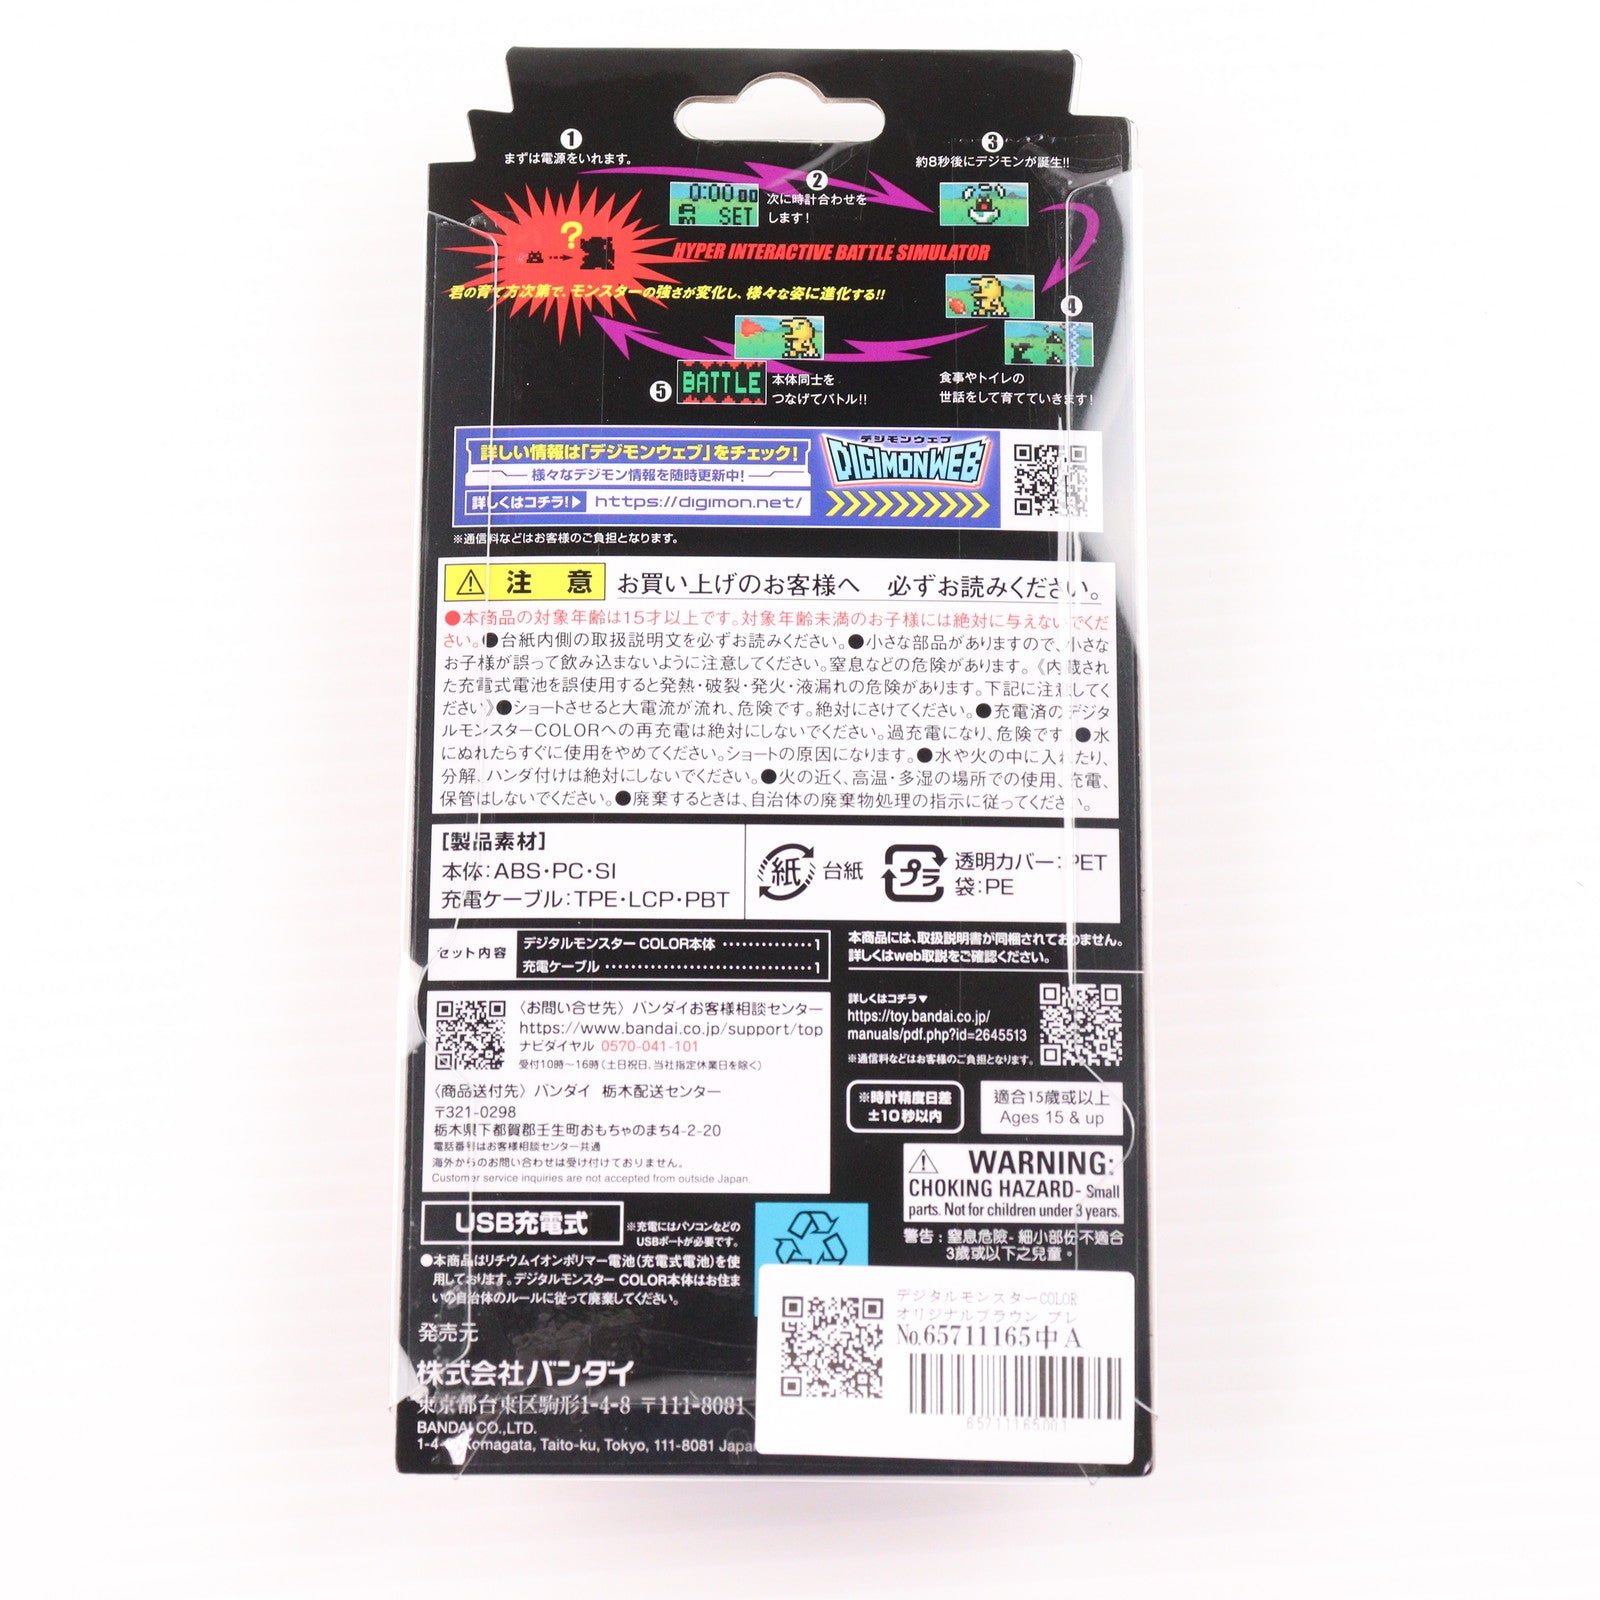 1
まずは電源をいれます。
2
次に時計合わせを
します!
0:00 00
AM SET
3
約8秒後にデジモンが誕生!!
?
HYPER INTERACTIVE BATTLE SIMULATOR
君の育て方次第で、モンスターの強さが変化し、様々な姿に進化する!!
4
食事やトイレの
世話をして育てていきます!
5
BATTLE
本体同士を
つなげてバトル!!
詳しい情報は「デジモンウェブ」をチェック!
様々なデジモン情報を随時更新中!
詳しくはコチラ!▶ https://digimon.net/
デジモンウェブ
DIGIMONWEB
※通信料などはお客様のご負担となります。
⚠注 意 お買い上げのお客様へ 必ずお読みください。
●本商品の対象年齢は15才以上です。対象年齢未満のお子様には絶対に与えないでくだ
さい。●台紙内側の取扱説明文を必ずお読みください。●小さな部品がありますので、小さな
お子様が誤って飲み込まないように注意してください。窒息などの危険があります。《内蔵され
た充電式電池を誤使用すると発熱・破裂・発火・液漏れの危険があります。下記に注意してく
ださい》●ショートさせると大電流が流れ、危険です。絶対にさけてください。●充電済のデジタ
ルモンスターCOLORへの再充電は絶対にしないでください。過充電になり、危険です。●水
にぬれたらすぐに使用をやめてください。ショートの原因になります。●水や火の中に入れたり、
分解、ハンダ付けは絶対にしないでください。●火の近く、高温・多湿の場所での使用、充電、
保管はしないでください。●廃棄するときは、自治体の廃棄物処理の指示に従ってください。
[製品素材]
本体:ABS・PC・SI
充電ケーブル:TPE・LCP・PBT
紙 台紙
プラ 透明カバー:PET
袋:PE
セット内容
デジタルモンスター COLOR本体 ・・・・・・・・・・・・・・1
充電ケーブル ・・・・・・・・・・・・・・・・・・・・・・・・・・・・・・・・1
本商品には、取扱説明書が同梱されておりません。
詳しくはweb取説をご確認ください。
詳しくはコチラ▼
https://toy.bandai.co.jp/
manuals/pdf.php?id=2645513
※通信料などはお客様のご負担となります。
〈お問い合せ先〉バンダイお客様相談センター
https://www.bandai.co.jp/support/top
ナビダイヤル 0570-041-101
受付10時〜16時(土日祝日、当社指定休業日を除く)
〈商品送付先〉バンダイ 栃木配送センター
〒321-0298
栃木県下都賀郡壬生町おもちゃのまち4-2-20
電話番号はお客様相談センター共通
海外からのお問い合わせは受け付けておりません。
Customer service inquiries are not accepted from outside Japan.
※時計精度日差
±10秒以内
適合15歲或以上
Ages 15 & up
⚠ WARNING:
CHOKING HAZARD- Small
parts. Not for children under 3 years.
警告:窒息危險-細小部份不適合
3歲或以下之兒童。
USB充電式
※充電にはパソコンなどの
USBポートが必要です。
●本商品はリチウムイオンポリマー電池(充電式電池)を使
用しております。デジタルモンスター COLOR本体はお住ま
いの自治体のルールに従って廃棄してください。
発売元
株式会社バンダイ
東京都台東区駒形1-4-8 〒111-8081
BANDAI CO.,LTD.
1-4-8 Komagata, Taito-ku, Tokyo, 111-8081 Japa
デジタルモンスターCOLOR
オリジナルブラウン プレ
No.65711165中A
65711165001